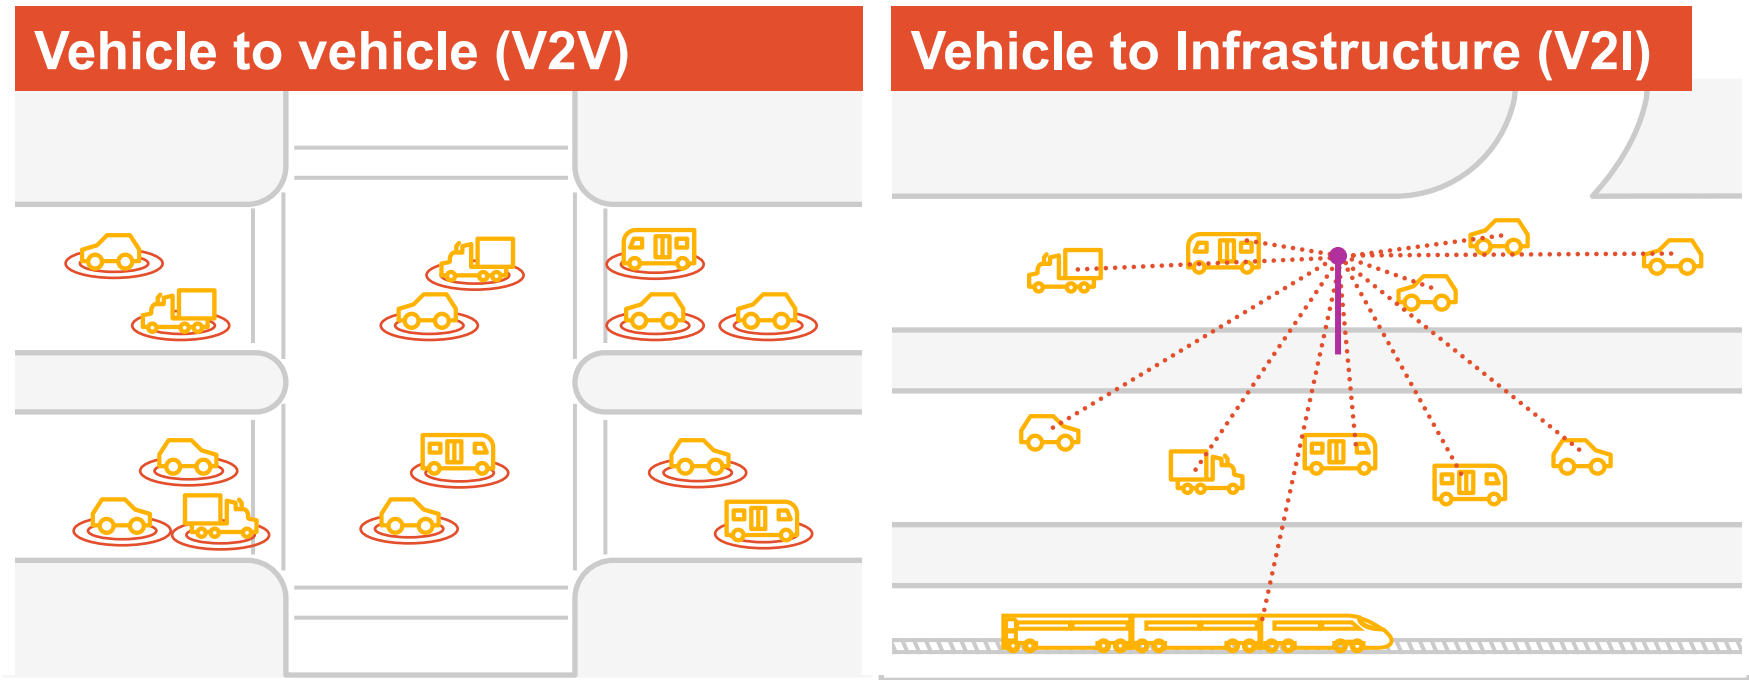 Vehicle to vehicle (V2V)
Vehicle to Infrastructure (V2I)